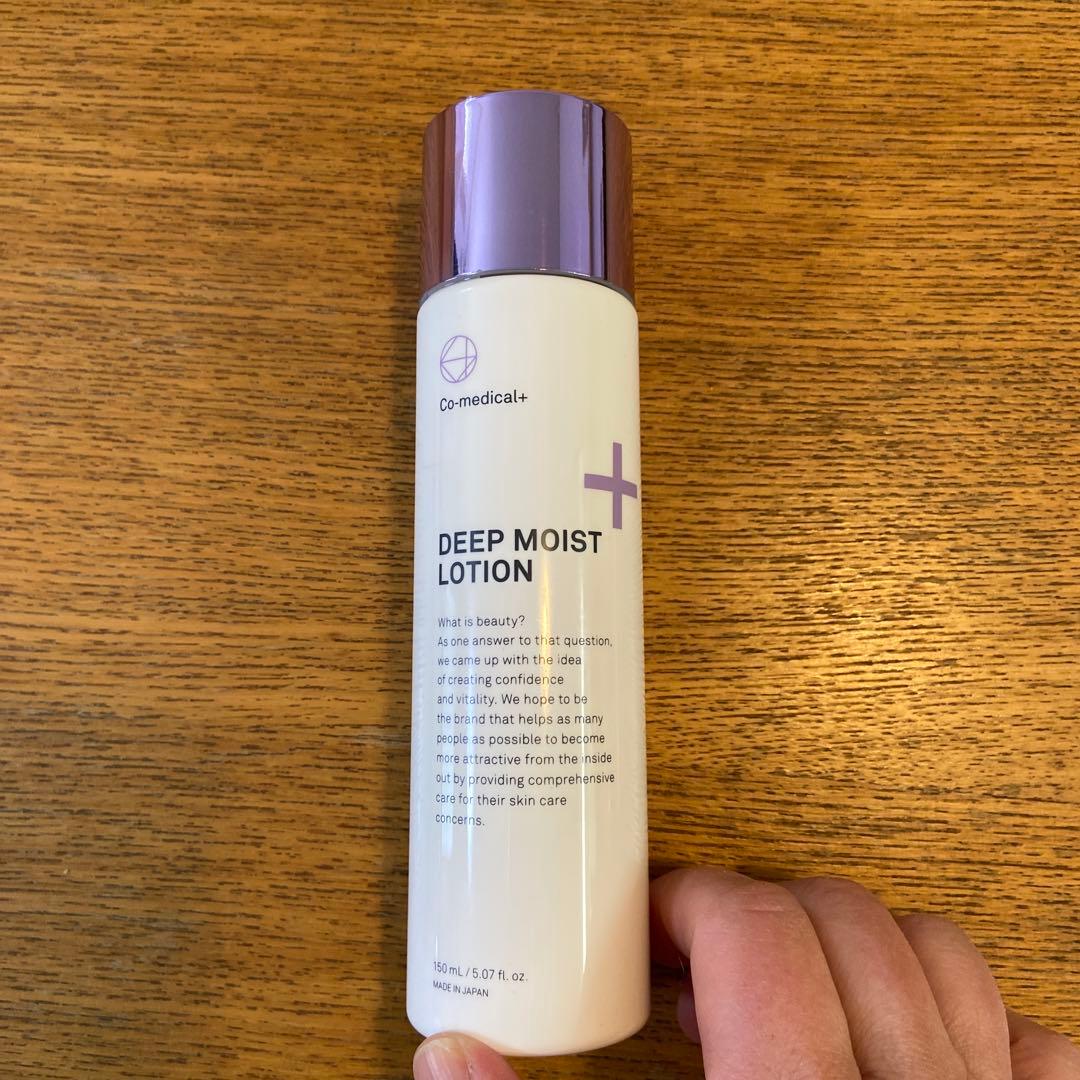 Co-medical+
DEEP MOIST
LOTION
What is beauty?
As one answer to that question,
we came up with the idea
of creating confidence
and vitality. We hope to be
the brand that helps as many
people as possible to become
more attractive from the inside
out by providing comprehensive
care for their skin care
concerns.
150 mL / 5.07 fl. oz.
MADE IN JAPAN